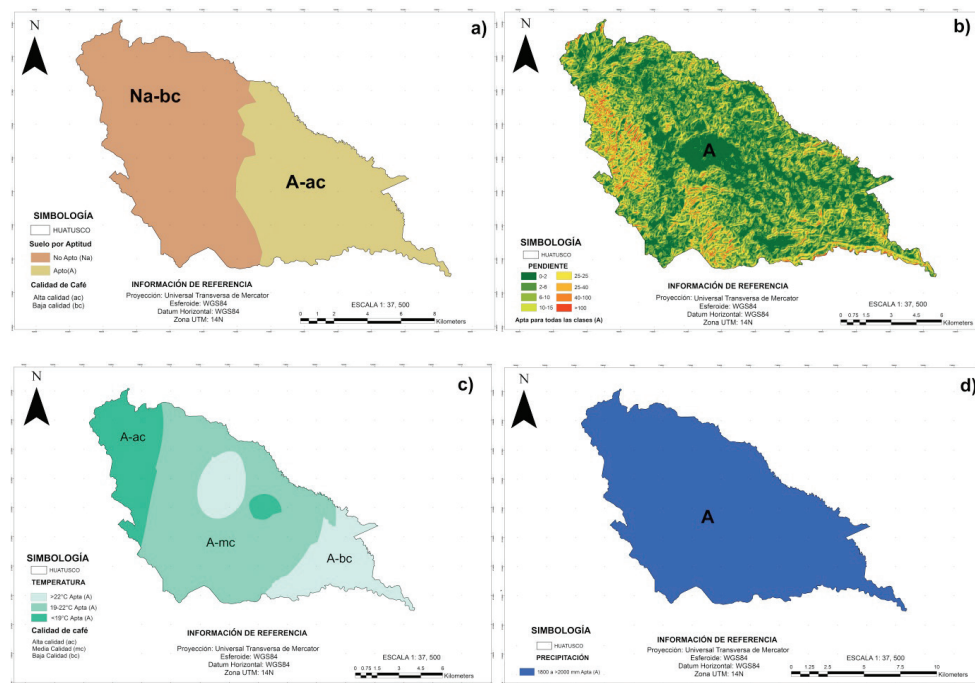 N
a)
Na-bc
A-ac
SIMBOLOGÍA
HUATUSCO
Suelo por Aptitud
No Apto (Na)
Apto(A)
Calidad de Café
Alta calidad (ac)
Baja calidad (bc)
INFORMACIÓN DE REFERENCIA
Proyección: Universal Transversa de Mercator
Esferoide: WGS84
Datum Horizontal: WGS84
Zona UTM: 14N
ESCALA 1: 37, 500
0 1 2 4 6 8
Kilometers
N
b)
A
SIMBOLOGÍA
HUATUSCO
PENDIENTE
0-2 25-25
2-6 25-40
6-10 40-100
10-15 >100
Apta para todas las clases (A)
INFORMACIÓN DE REFERENCIA
Proyección: Universal Transversa de Mercator
Esferoide: WGS84
Datum Horizontal: WGS84
Zona UTM: 14N
ESCALA 1: 37, 500
0 0.75 1.5 3 4.5 6
Kilometers
N
c)
A-ac
A-mc
A-bc
SIMBOLOGÍA
HUATUSCO
TEMPERATURA
>22°C Apta (A)
19-22°C Apta (A)
<19°C Apta (A)
Calidad de café
Alta calidad (ac)
Media Calidad (mc)
Baja Calidad (bc)
INFORMACIÓN DE REFERENCIA
Proyección: Universal Transversa de Mercator
Esferoide: WGS84
Datum Horizontal: WGS84
Zona UTM: 14N
ESCALA 1: 37, 500
0 0.75 1.5 3 4.5 6
Kilometers
N
d)
A
SIMBOLOGÍA
HUATUSCO
PRECIPITACIÓN
1800 a >2000 mm Apta (A)
INFORMACIÓN DE REFERENCIA
Proyección: Universal Transversa de Mercator
Esferoide: WGS84
Datum Horizontal: WGS84
Zona UTM: 14N
ESCALA 1: 37, 500
0 1.25 2.5 5 7.5 10
Kilometers